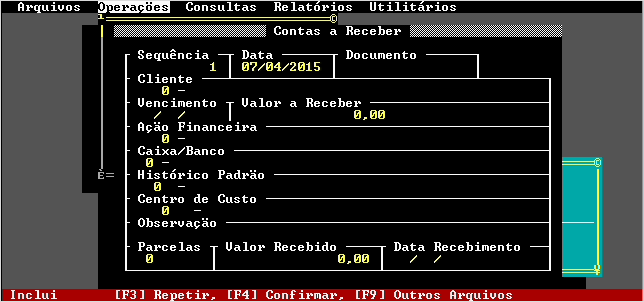 Arquivos Operações Consultas Relatórios Utilitários
Contas a Receber
Sequência Data Documento
1 07/04/2015
Cliente
0 -
Vencimento Valor a Receber
/ / 0,00
Ação Financeira
0 -
Caixa/Banco
0 -
Histórico Padrão
0 -
Centro de Custo
0 -
Observação
Parcelas Valor Recebido Data Recebimento
0 0,00 / /
Inclui [F3] Repetir, [F4] Confirmar, [F9] Outros Arquivos